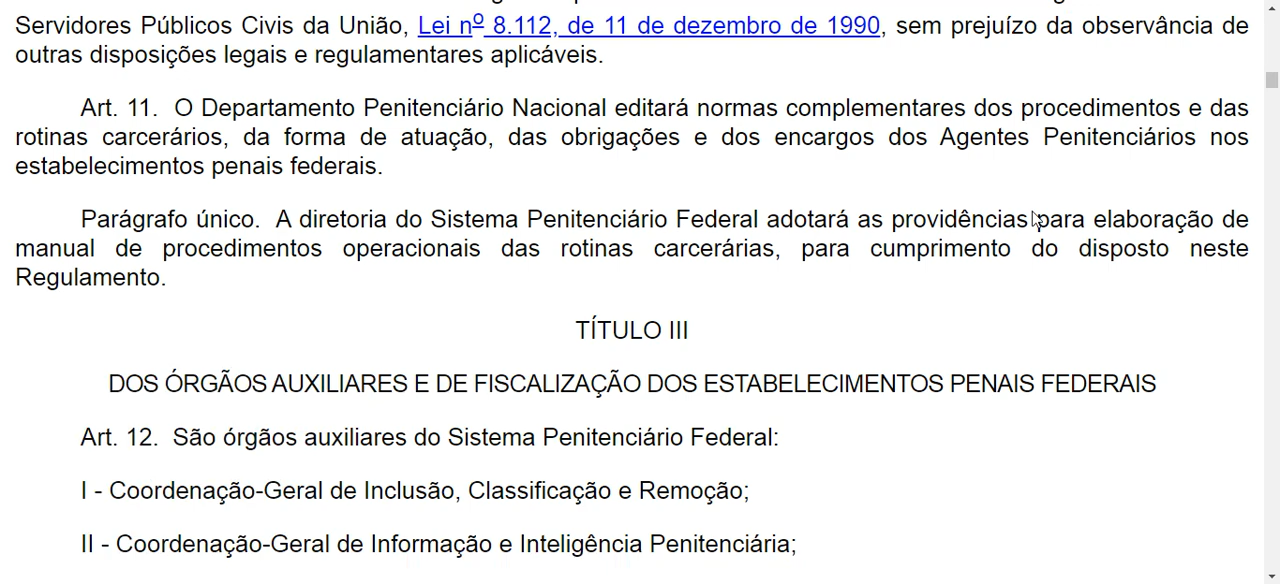 Servidores Públicos Civis da União, Lei nº 8.112, de 11 de dezembro de 1990, sem prejuízo da observância de
outras disposições legais e regulamentares aplicáveis.
Art. 11. O Departamento Penitenciário Nacional editará normas complementares dos procedimentos e das
rotinas carcerários, da forma de atuação, das obrigações e dos encargos dos Agentes Penitenciários nos
estabelecimentos penais federais.
Parágrafo único. A diretoria do Sistema Penitenciário Federal adotará as providências para elaboração de
manual de procedimentos operacionais das rotinas carcerárias, para cumprimento do disposto neste
Regulamento.
TÍTULO III
DOS ÓRGÃOS AUXILIARES E DE FISCALIZAÇÃO DOS ESTABELECIMENTOS PENAIS FEDERAIS
Art. 12. São órgãos auxiliares do Sistema Penitenciário Federal:
I - Coordenação-Geral de Inclusão, Classificação e Remoção;
II - Coordenação-Geral de Informação e Inteligência Penitenciária;